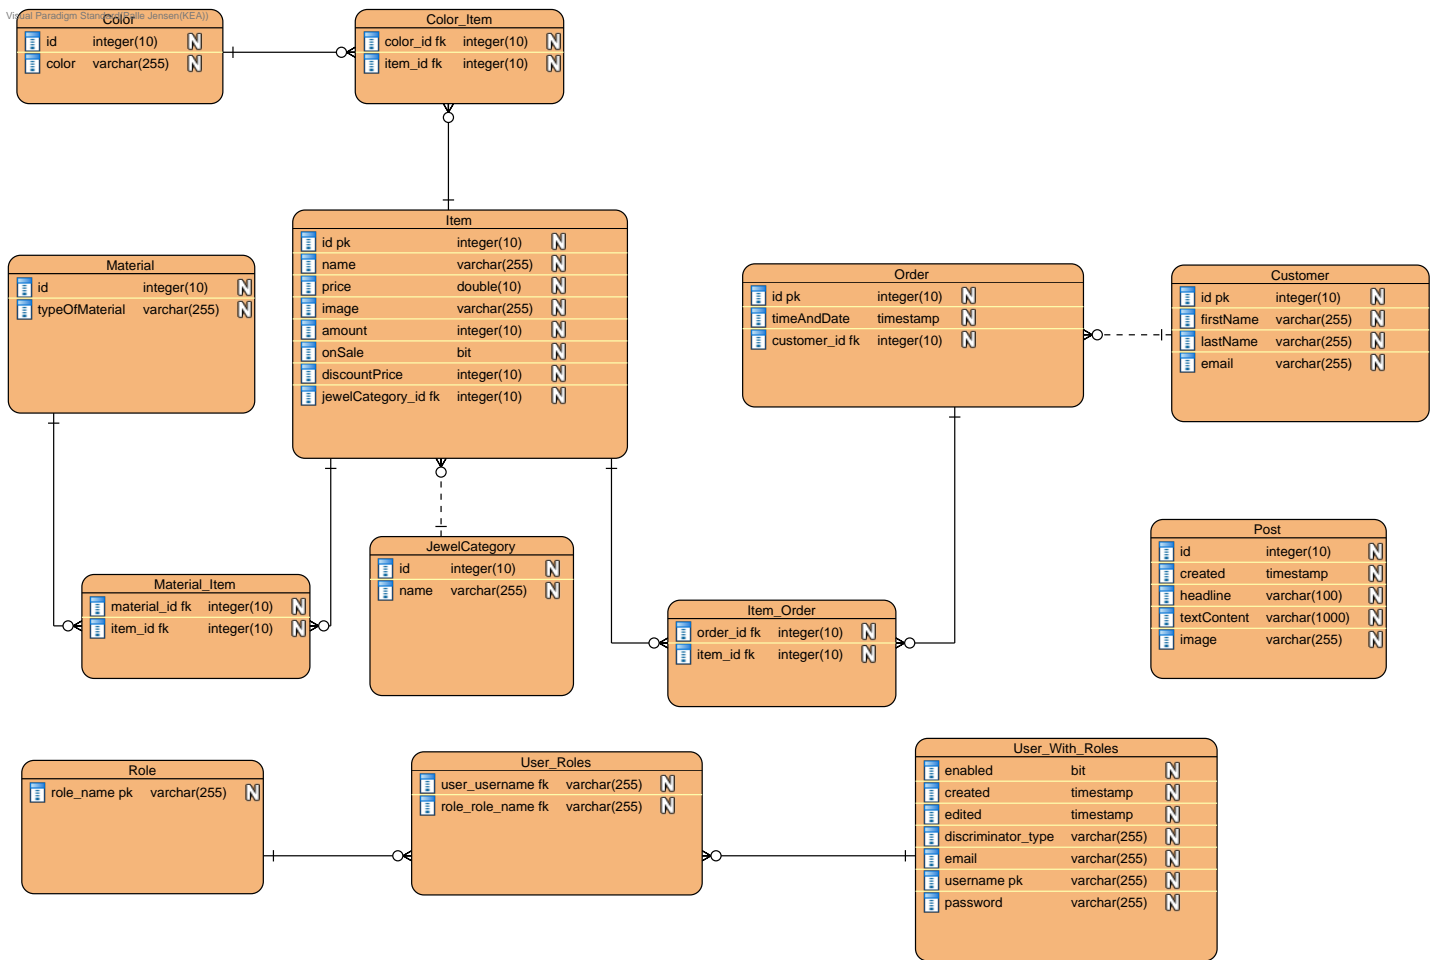 Visual Paradigm Standard(Palle Jensen(KEA))
Color
id integer(10) N
color varchar(255) N
Color_Item
color_id fk integer(10) N
item_id fk integer(10) N
Item
id pk integer(10) N
name varchar(255) N
price double(10) N
image varchar(255) N
amount integer(10) N
onSale bit N
discountPrice integer(10) N
jewelCategory_id fk integer(10) N
Material
id integer(10) N
typeOfMaterial varchar(255) N
Order
id pk integer(10) N
timeAndDate timestamp N
customer_id fk integer(10) N
Customer
id pk integer(10) N
firstName varchar(255) N
lastName varchar(255) N
email varchar(255) N
Post
id integer(10) N
created timestamp N
headline varchar(100) N
textContent varchar(1000) N
image varchar(255) N
JewelCategory
id integer(10) N
name varchar(255) N
Material_Item
material_id fk integer(10) N
item_id fk integer(10) N
Item_Order
order_id fk integer(10) N
item_id fk integer(10) N
Role
role_name pk varchar(255) N
User_Roles
user_username fk varchar(255) N
role_role_name fk varchar(255) N
User_With_Roles
enabled bit N
created timestamp N
edited timestamp N
discriminator_type varchar(255) N
email varchar(255) N
username pk varchar(255) N
password varchar(255) N